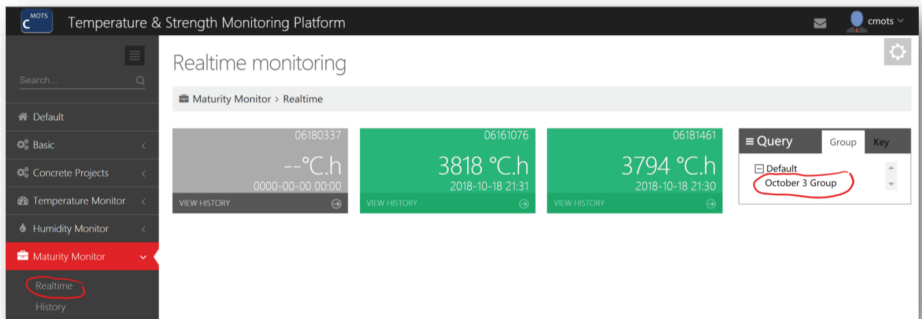 CMOTS
Temperature & Strength Monitoring Platform
cmots
Search...
Default
Basic
Concrete Projects
Temperature Monitor
Humidity Monitor
Maturity Monitor
Realtime
History
Realtime monitoring
Maturity Monitor > Realtime
06180337
--°C.h
0000-00-00 00:00
VIEW HISTORY
06161076
3818 °C.h
2018-10-18 21:31
VIEW HISTORY
06181461
3794 °C.h
2018-10-18 21:30
VIEW HISTORY
Query Group Key
Default
October 3 Group